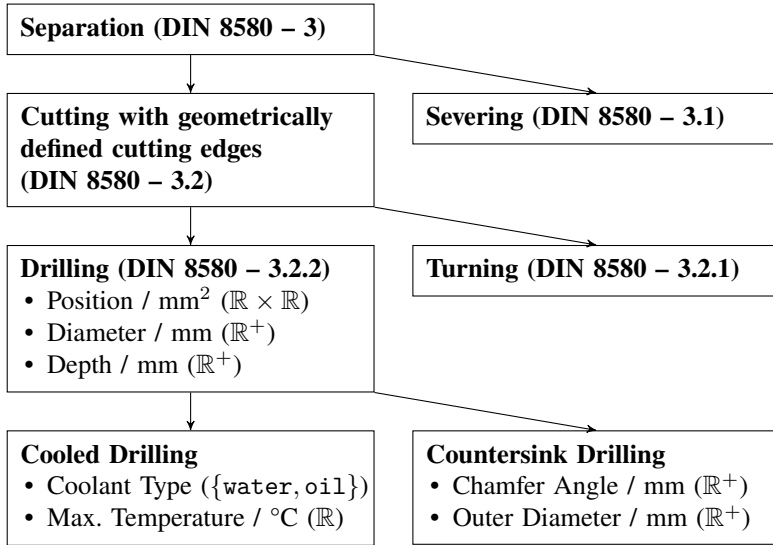 Separation (DIN 8580 – 3)
Cutting with geometrically
defined cutting edges
(DIN 8580 – 3.2)
Severing (DIN 8580 – 3.1)
Drilling (DIN 8580 – 3.2.2)
• Position / mm² (ℝ × ℝ)
• Diameter / mm (ℝ⁺)
• Depth / mm (ℝ⁺)
Turning (DIN 8580 – 3.2.1)
Cooled Drilling
• Coolant Type ({water, oil})
• Max. Temperature / °C (ℝ)
Countersink Drilling
• Chamfer Angle / mm (ℝ⁺)
• Outer Diameter / mm (ℝ⁺)